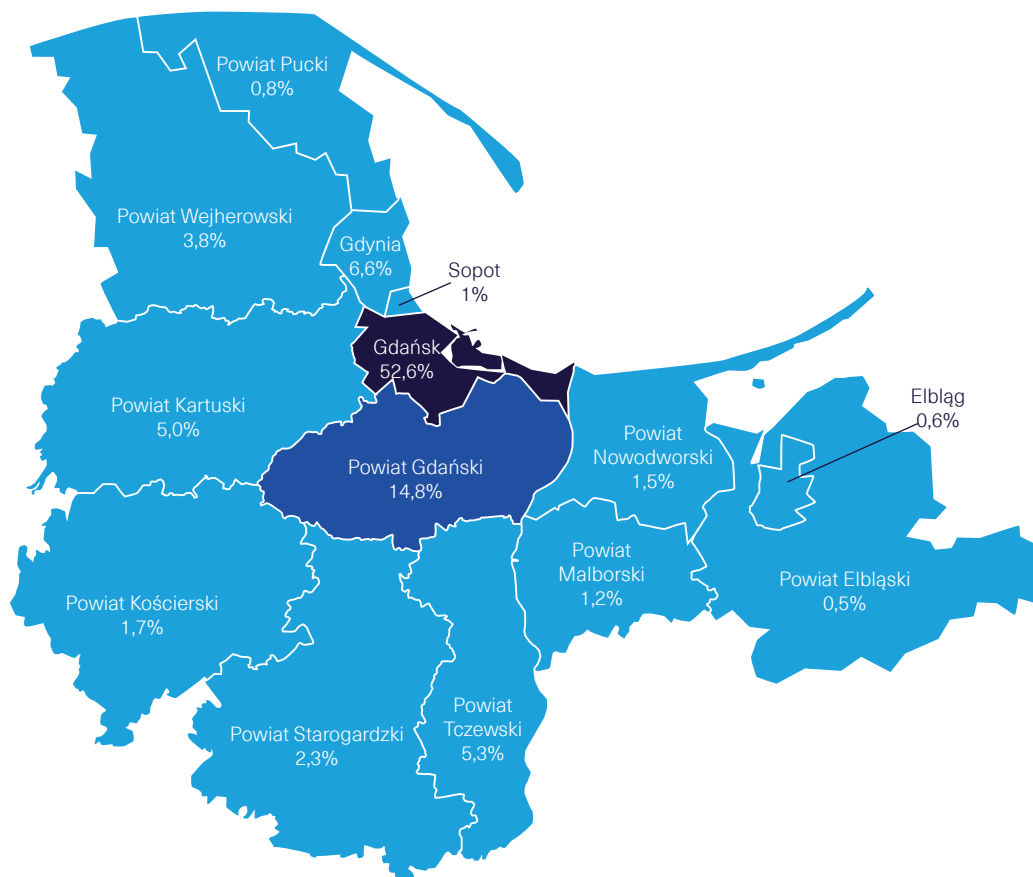 Powiat Pucki
0,8%
Powiat Wejherowski
3,8%
Gdynia
6,6%
Sopot
1%
Gdańsk
52,6%
Powiat Kartuski
5,0%
Elbląg
0,6%
Powiat
Nowodworski
1,5%
Powiat Gdański
14,8%
Powiat
Malborski
1,2%
Powiat Elbląski
0,5%
Powiat Kościerski
1,7%
Powiat
Tczewski
5,3%
Powiat Starogardzki
2,3%